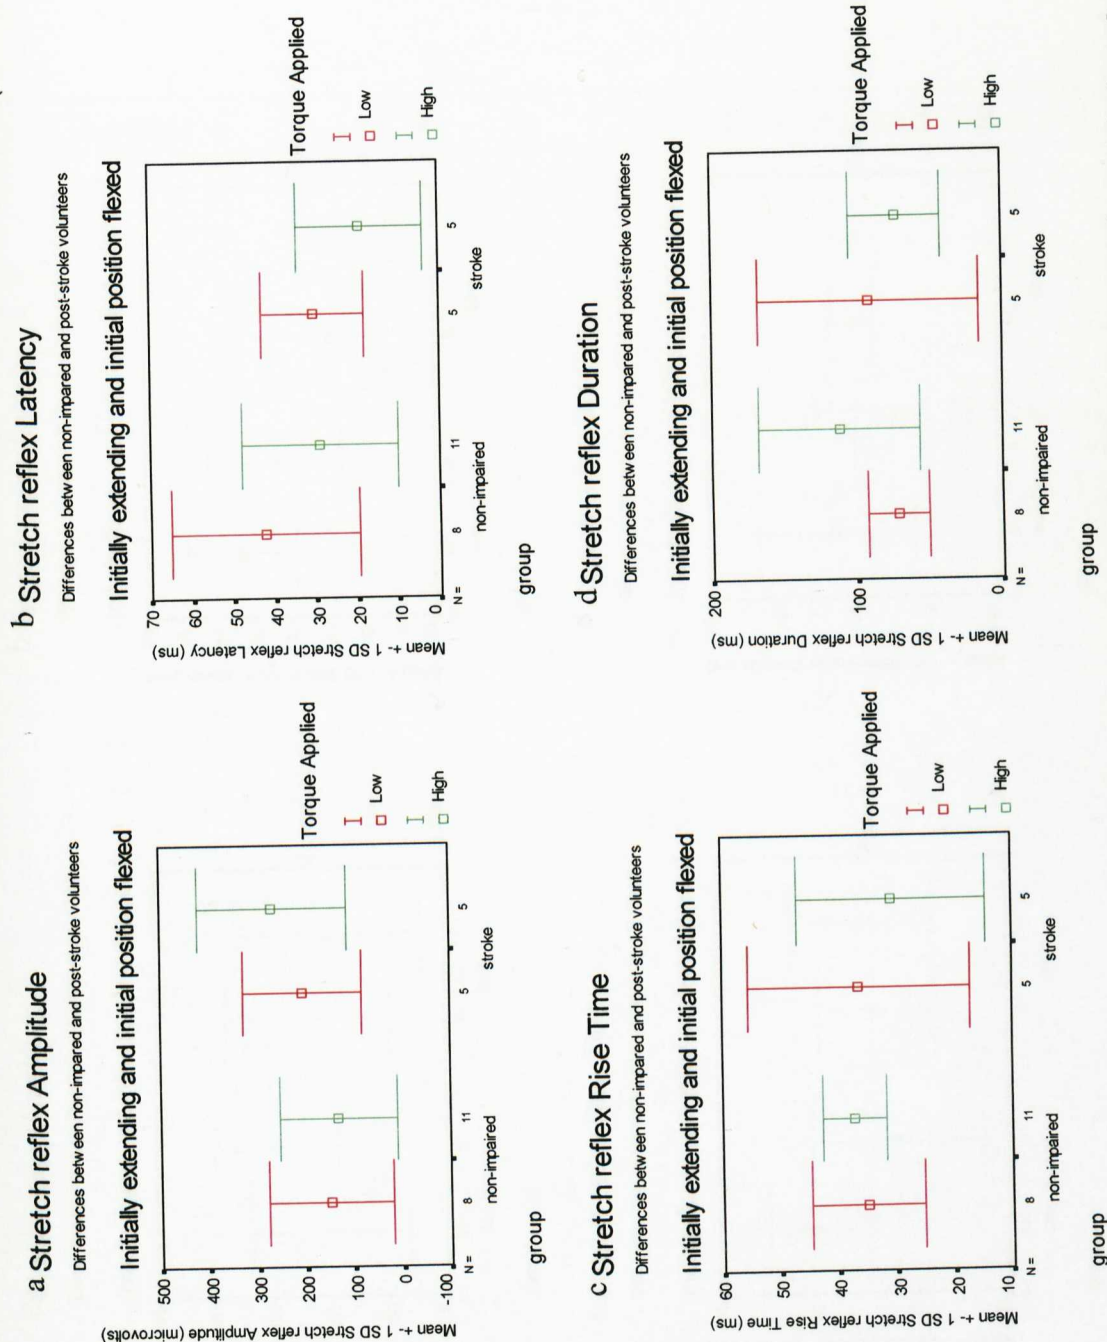 a Stretch reflex Amplitude
Differences between non-impared and post-stroke volunteers
Initially extending and initial position flexed
Mean +- 1 SD Stretch reflex Amplitude (microvolts)
500
400
300
200
100
0
-100
N =
8
11
5
5
non-impaired
stroke
group
Torque Applied
Low
High
b Stretch reflex Latency
Differences between non-impared and post-stroke volunteers
Initially extending and initial position flexed
Mean +- 1 SD Stretch reflex Latency (ms)
70
60
50
40
30
20
10
0
N =
8
11
5
5
non-impaired
stroke
group
Torque Applied
Low
High
c Stretch reflex Rise Time
Differences between non-impared and post-stroke volunteers
Initially extending and initial position flexed
Mean +- 1 SD Stretch reflex Rise Time (ms)
60
50
40
30
20
10
N =
8
11
5
5
non-impaired
stroke
group
Torque Applied
Low
High
d Stretch reflex Duration
Differences between non-impared and post-stroke volunteers
Initially extending and initial position flexed
Mean +- 1 SD Stretch reflex Duration (ms)
200
100
0
N =
8
11
5
5
non-impaired
stroke
group
Torque Applied
Low
High